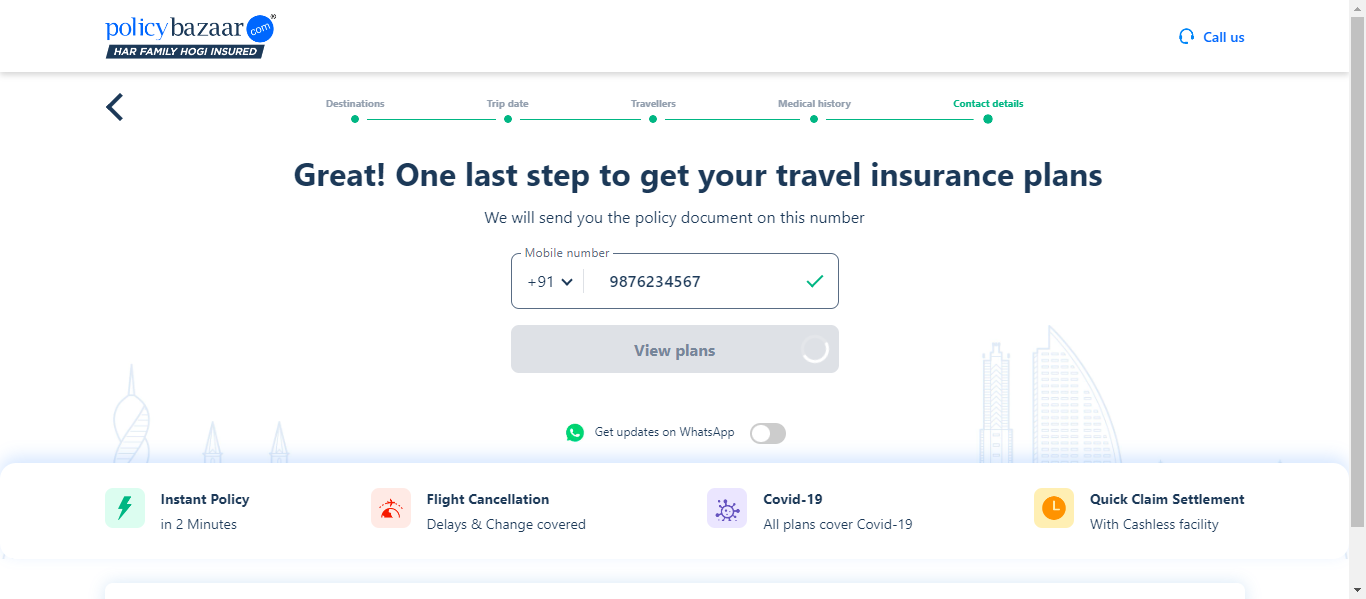 policybazaar.com®
HAR FAMILY HOGI INSURED
Call us
Destinations
Trip date
Travellers
Medical history
Contact details
Great! One last step to get your travel insurance plans
We will send you the policy document on this number
Mobile number
+91 9876234567
View plans
Get updates on WhatsApp
Instant Policy
in 2 Minutes
Flight Cancellation
Delays & Change covered
Covid-19
All plans cover Covid-19
Quick Claim Settlement
With Cashless facility